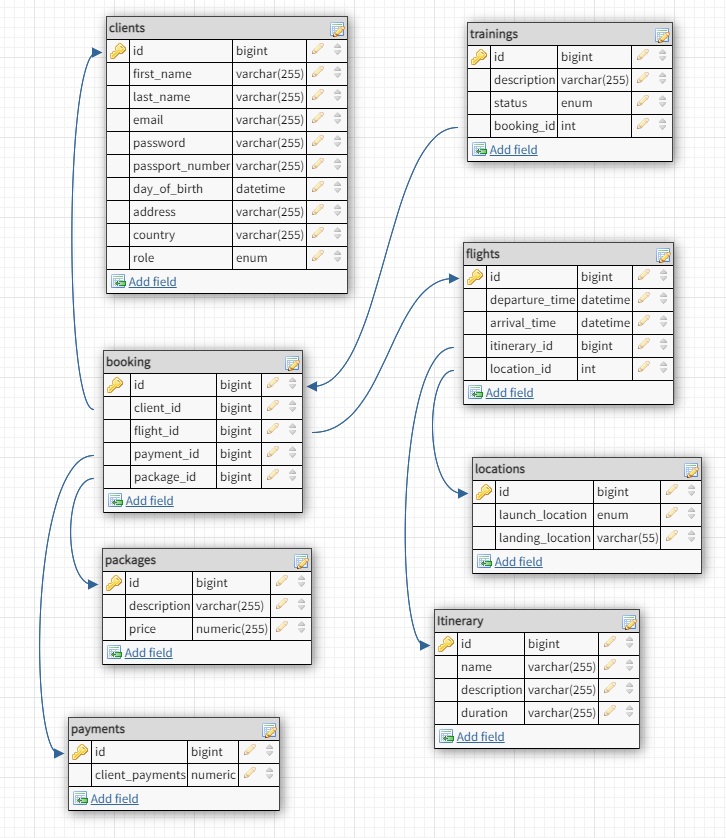 clients
id bigint
first_name varchar(255)
last_name varchar(255)
email varchar(255)
password varchar(255)
passport_number varchar(255)
day_of_birth datetime
address varchar(255)
country varchar(255)
role enum
Add field
trainings
id bigint
description varchar(255)
status enum
booking_id int
Add field
flights
id bigint
departure_time datetime
arrival_time datetime
itinerary_id bigint
location_id int
Add field
booking
id bigint
client_id bigint
flight_id bigint
payment_id bigint
package_id bigint
Add field
locations
id bigint
launch_location enum
landing_location varchar(55)
Add field
packages
id bigint
description varchar(255)
price numeric(255)
Add field
Itinerary
id bigint
name varchar(255)
description varchar(255)
duration varchar(255)
Add field
payments
id bigint
client_payments numeric
Add field